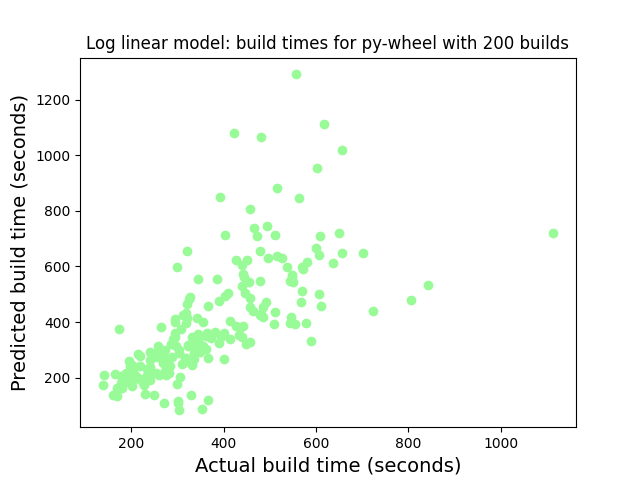 Log linear model: build times for py-wheel with 200 builds
Predicted build time (seconds)
1200
1000
800
600
400
200
200 400 600 800 1000
Actual build time (seconds)